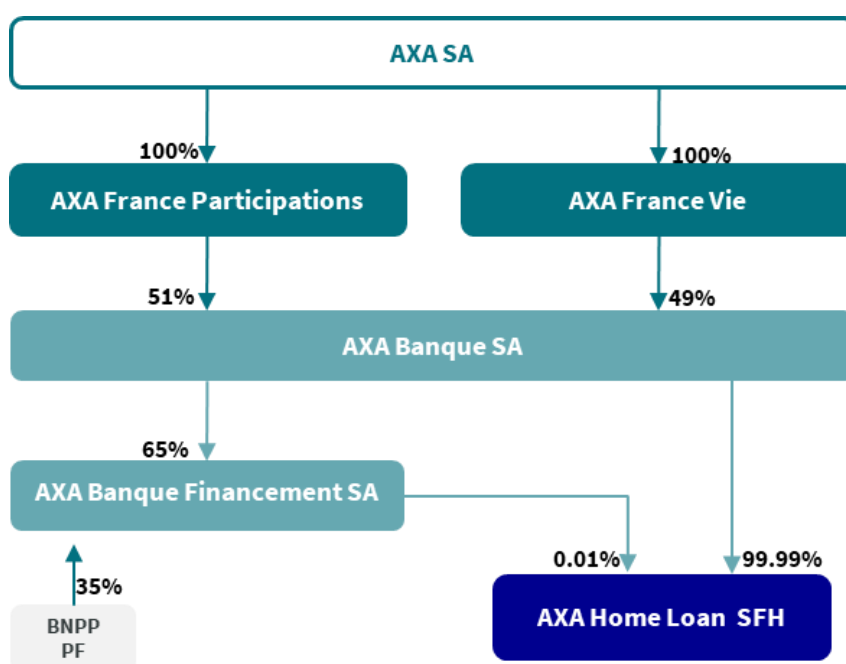 AXA SA
100%
100%
AXA France Participations
AXA France Vie
51%
49%
AXA Banque SA
65%
AXA Banque Financement SA
0.01%
99.99%
35%
AXA Home Loan SFH
BNPP
PF